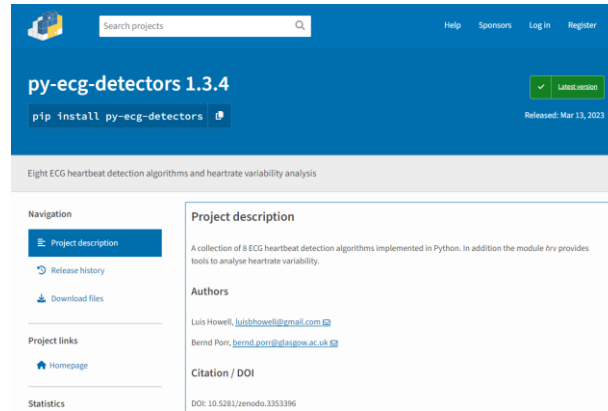 Search projects
Help
Sponsors
Log in
Register
py-ecg-detectors 1.3.4
pip install py-ecg-detectors
Latest version
Released: Mar 13, 2023
Eight ECG heartbeat detection algorithms and heartrate variability analysis
Navigation
Project description
Release history
Download files
Project links
Homepage
Statistics
Project description
A collection of 8 ECG heartbeat detection algorithms implemented in Python. In addition the module hrv provides
tools to analyse heartrate variability.
Authors
Luis Howell, luisbhowell@gmail.com
Bernd Porr, bernd.porr@glasgow.ac.uk
Citation / DOI
DOI: 10.5281/zenodo.3353396